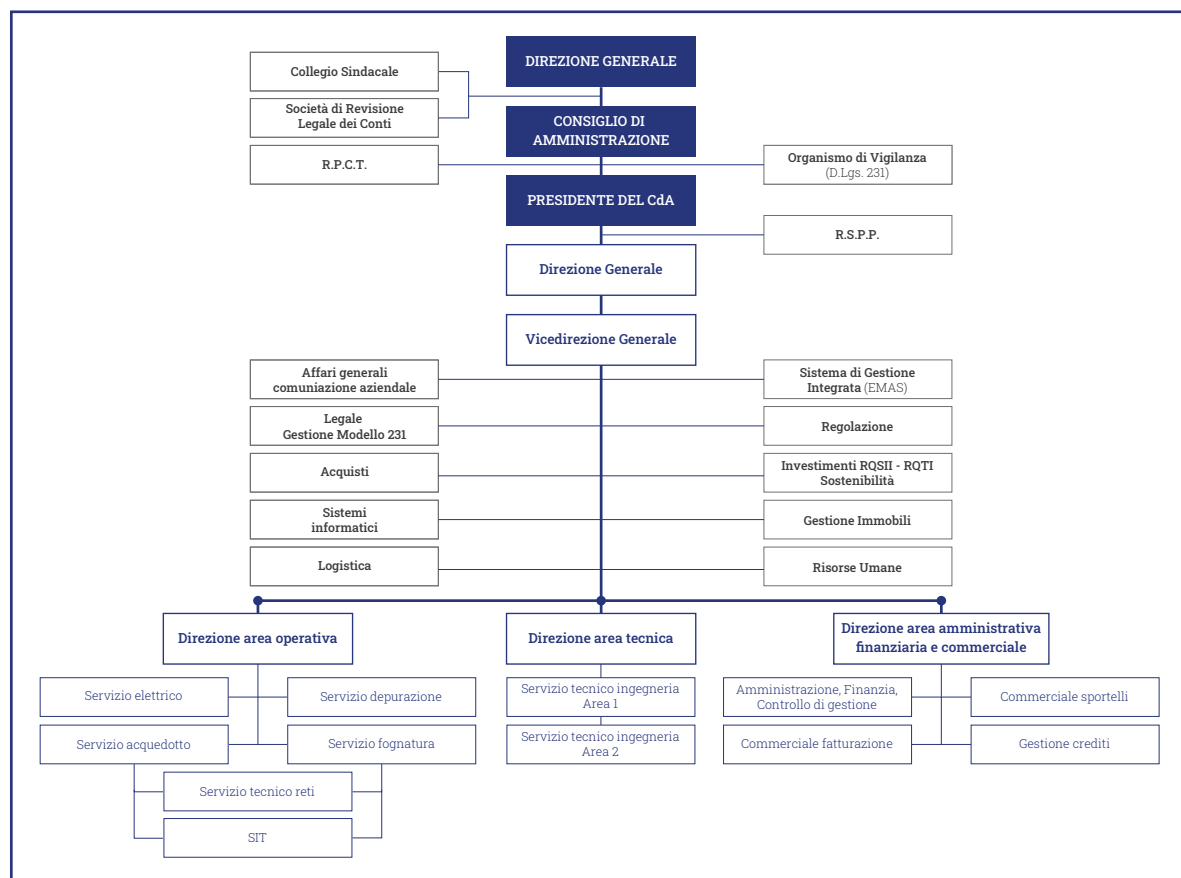 DIREZIONE GENERALE
Collegio Sindacale
Società di Revisione
Legale dei Conti
CONSIGLIO DI
AMMINISTRAZIONE
R.P.C.T.
Organismo di Vigilanza
(D.Lgs. 231)
PRESIDENTE DEL CdA
R.S.P.P.
Direzione Generale
Vicedirezione Generale
Affari generali
comuniazione aziendale
Sistema di Gestione
Integrata (EMAS)
Legale
Gestione Modello 231
Regolazione
Acquisti
Investimenti RQSII - RQTI
Sostenibilità
Sistemi
informatici
Gestione Immobili
Logistica
Risorse Umane
Direzione area operativa
Direzione area tecnica
Direzione area amministrativa
finanziaria e commerciale
Servizio elettrico
Servizio depurazione
Servizio tecnico ingegneria
Area 1
Amministrazione, Finanzia,
Controllo di gestione
Commerciale sportelli
Servizio acquedotto
Servizio fognatura
Servizio tecnico ingegneria
Area 2
Commerciale fatturazione
Gestione crediti
Servizio tecnico reti
SIT